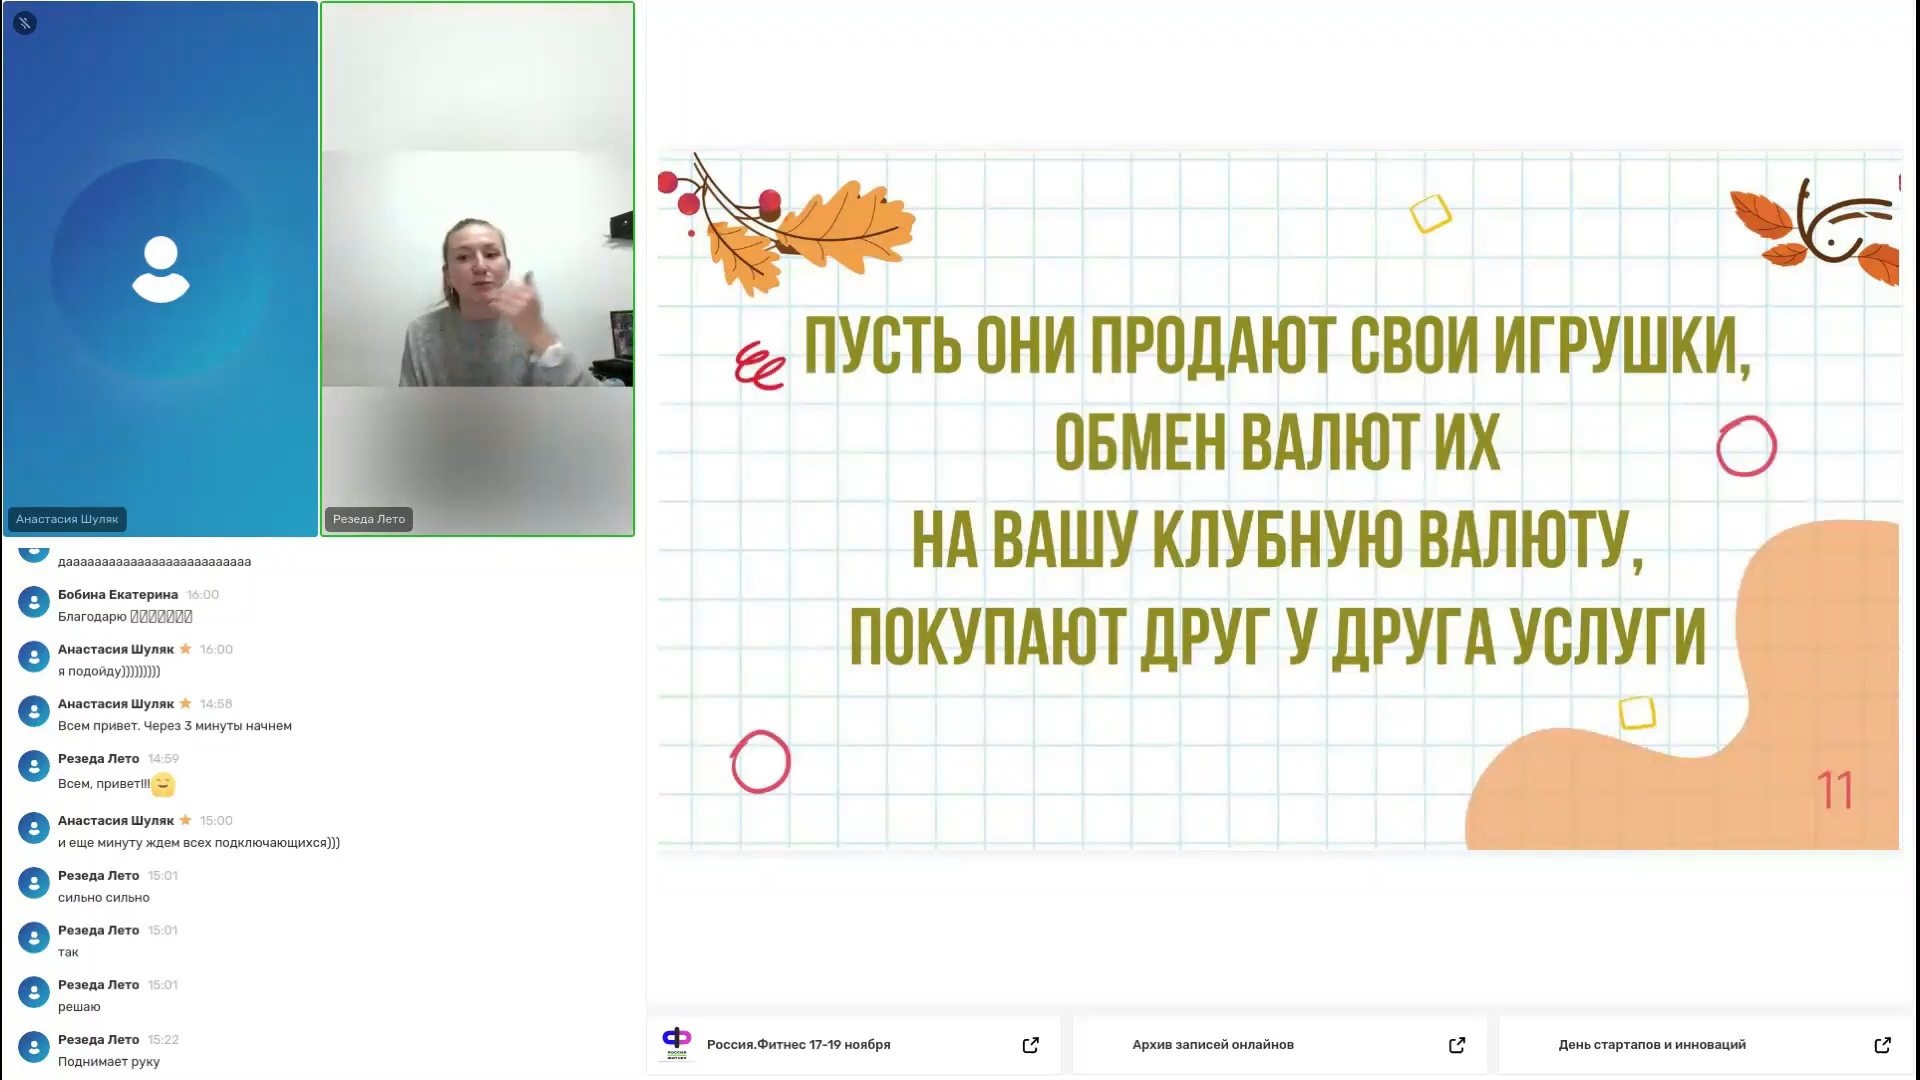 Анастасия Шуляк
Резеда Лето
дааааааааааааааааааааааааааа
Бобина Екатерина 16:00
Благодарю
Анастасия Шуляк 16:00
я подойду)))))))))
Анастасия Шуляк 14:58
Всем привет. Через 3 минуты начнем
Резеда Лето 14:59
Всем, привет!!!
Анастасия Шуляк 15:00
и еще минуту ждем всех подключающихся)))
Резеда Лето 15:01
сильно сильно
Резеда Лето 15:01
так
Резеда Лето 15:01
решаю
Резеда Лето 15:22
Поднимает руку
ПУСТЬ ОНИ ПРОДАЮТ СВОИ ИГРУШКИ,
ОБМЕН ВАЛЮТ ИХ
НА ВАШУ КЛУБНУЮ ВАЛЮТУ,
ПОКУПАЮТ ДРУГ У ДРУГА УСЛУГИ
11
РОССИЯ
ФИТНЕС
Россия.Фитнес 17-19 ноября
Архив записей онлайнов
День стартапов и инноваций